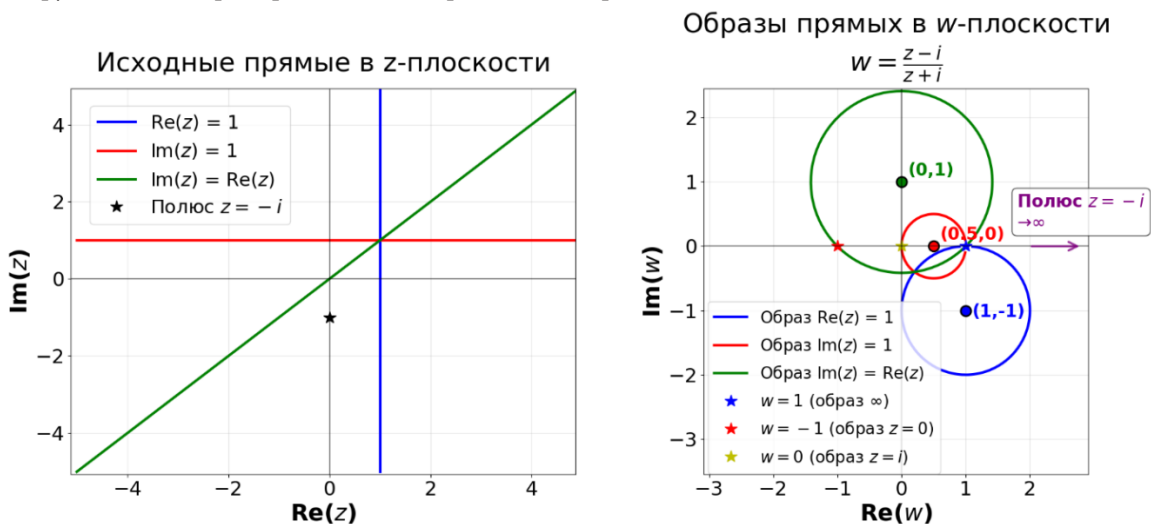 Исходные прямые в z-плоскости
Re(z) = 1
Im(z) = 1
Im(z) = Re(z)
Полюс z = −i
Im(z)
4
2
0
−2
−4
−4
−2
0
2
4
Re(z)
Образы прямых в w-плоскости
w = \frac{z−i}{z+i}
(0,1)
(0.5,0)
(1,-1)
Полюс z = −i
→∞
Образ Re(z) = 1
Образ Im(z) = 1
Образ Im(z) = Re(z)
w = 1 (образ ∞)
w = −1 (образ z = 0)
w = 0 (образ z = i)
Im(w)
2
1
0
−1
−2
−3
−3
−2
−1
0
1
2
Re(w)